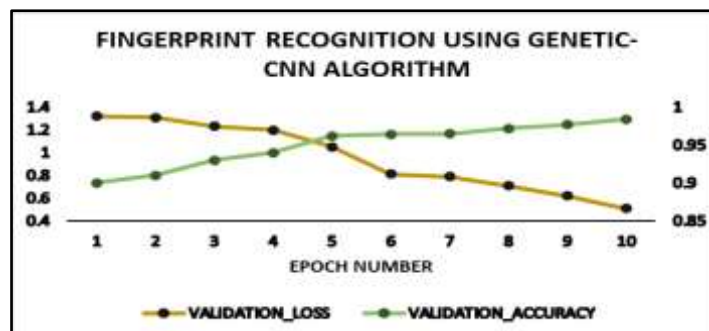 FINGERPRINT RECOGNITION USING GENETIC-
CNN ALGORITHM
1.4
1.2
1
0.8
0.6
0.4
1
0.95
0.9
0.85
1 2 3 4 5 6 7 8 9 10
EPOCH NUMBER
VALIDATION_LOSS VALIDATION_ACCURACY